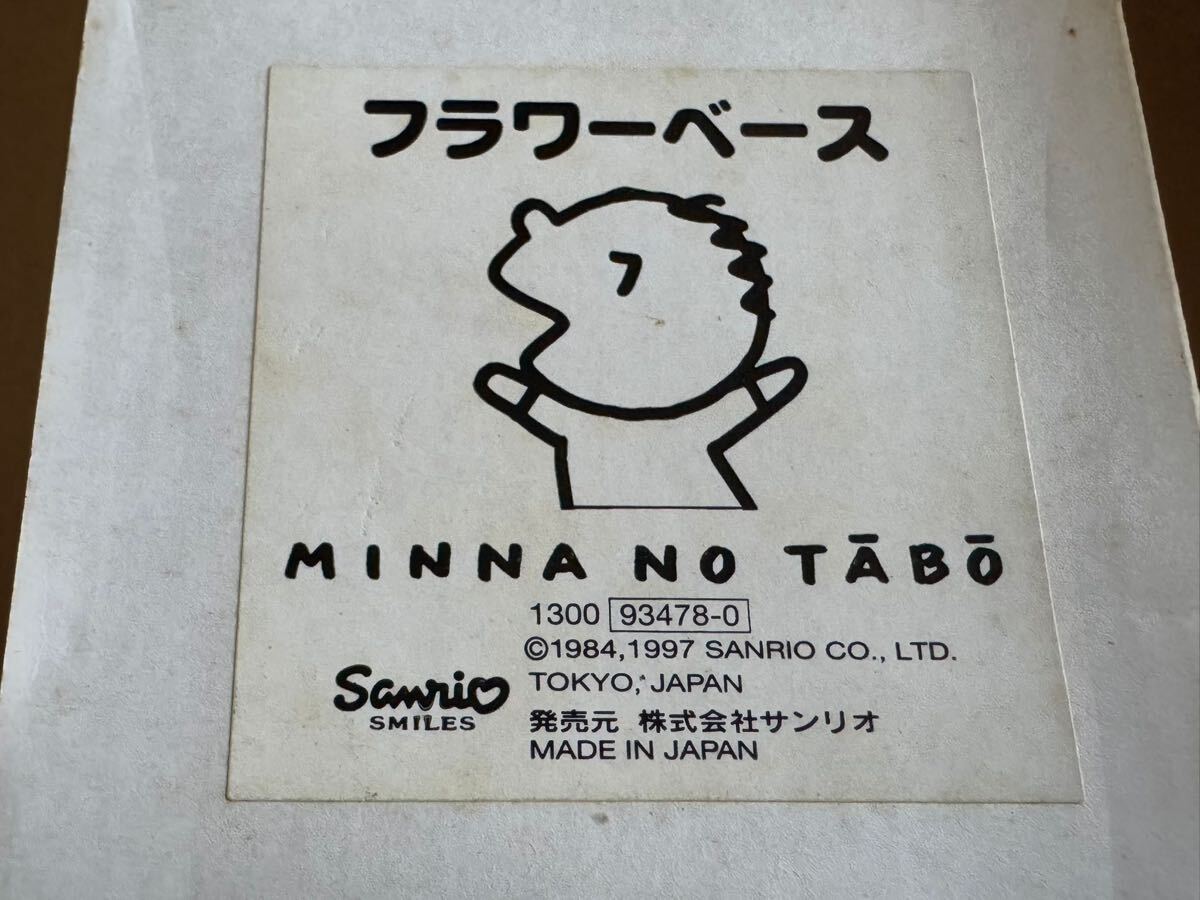 フラワーベース
MINNA NO TĀBŌ
1300 93478-0
©1984,1997 SANRIO CO., LTD.
TOKYO, JAPAN
Sanrio
SMILES
発売元 株式会社サンリオ
MADE IN JAPAN